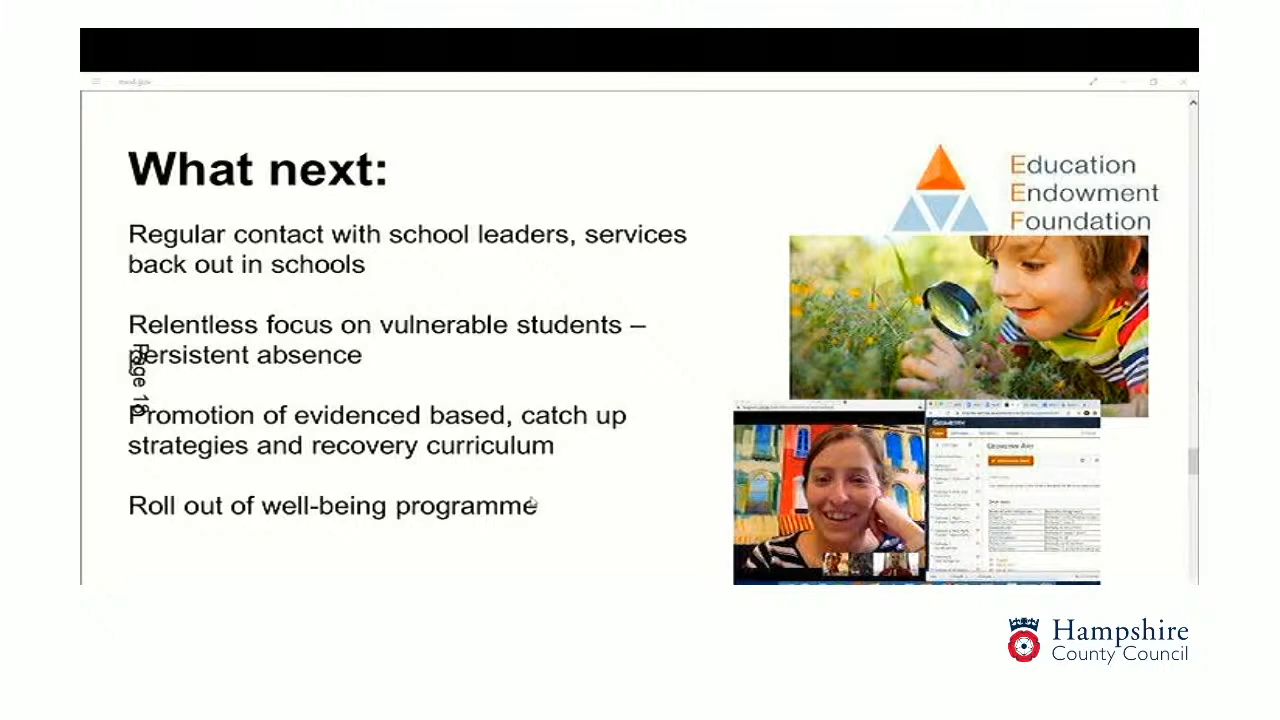 What next:
Regular contact with school leaders, services
back out in schools
Relentless focus on vulnerable students –
persistent absence
Promotion of evidenced based, catch up
strategies and recovery curriculum
Roll out of well-being programme
Page 16
Education
Endowment
Foundation
Hampshire
County Council